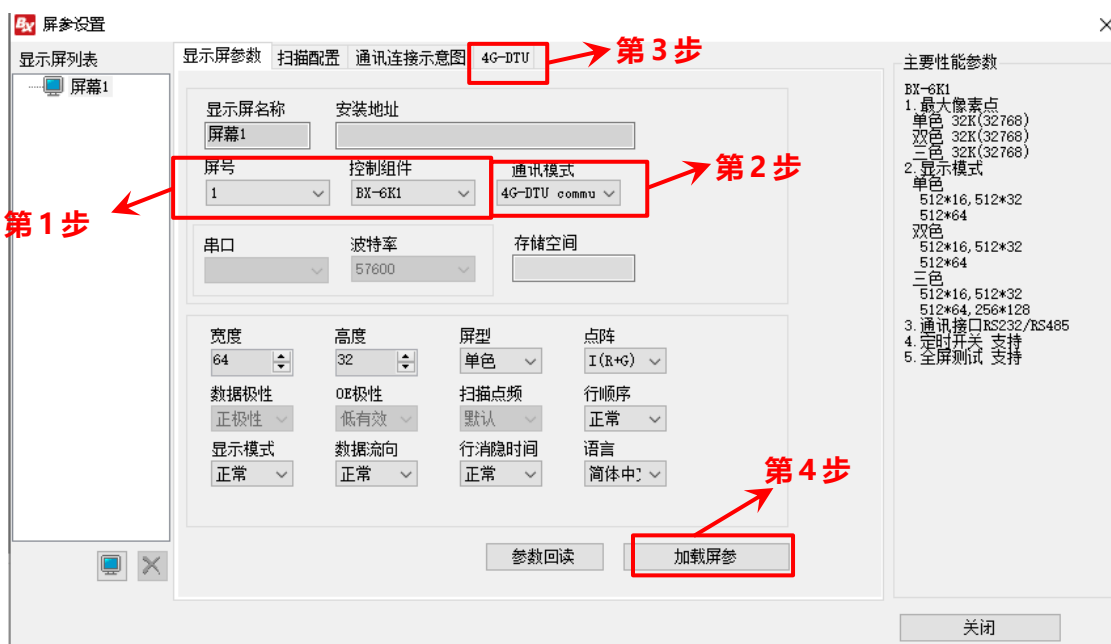 BX 屏参设置
显示屏列表
屏幕1
显示屏参数 扫描配置 通讯连接示意图 4G-DTU
第3步
显示屏名称 安装地址
屏幕1
屏号 控制组件 通讯模式
1 BX-6K1 4G-DTU commu
第1步
第2步
串口 波特率 存储空间
57600
宽度 高度 屏型 点阵
64 32 单色 I(R+G)
数据极性 OE极性 扫描点频 行顺序
正极性 低有效 默认 正常
显示模式 数据流向 行消隐时间 语言
正常 正常 正常 简体中
第4步
参数回读 加载屏参
主要性能参数
BX-6K1
1.最大像素点
单色 32K(32768)
双色 32K(32768)
三色 32K(32768)
2.显示模式
单色
512*16,512*32
512*64
双色
512*16,512*32
512*64
三色
512*16,512*32
512*64,256*128
3.通讯接口RS232/RS485
4.定时开关 支持
5.全屏测试 支持
关闭